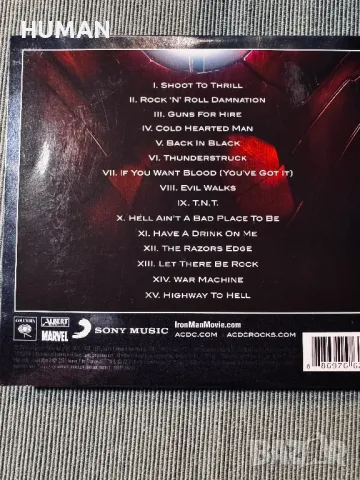 HUMAN
I. Shoot To Thrill
II. Rock 'N' Roll Damnation
III. Guns For Hire
IV. Cold Hearted Man
V. Back In Black
VI. Thunderstruck
VII. If You Want Blood (You've Got It)
VIII. Evil Walks
IX. T.N.T.
X. Hell Ain't A Bad Place To Be
XI. Have A Drink On Me
XII. The Razors Edge
XIII. Let There Be Rock
XIV. War Machine
XV. Highway To Hell
COLUMBIA
ALBERT
MARVEL
SONY MUSIC
IronManMovie.com
ACDC.COM / ACDCROCKS.COM
BAZAR